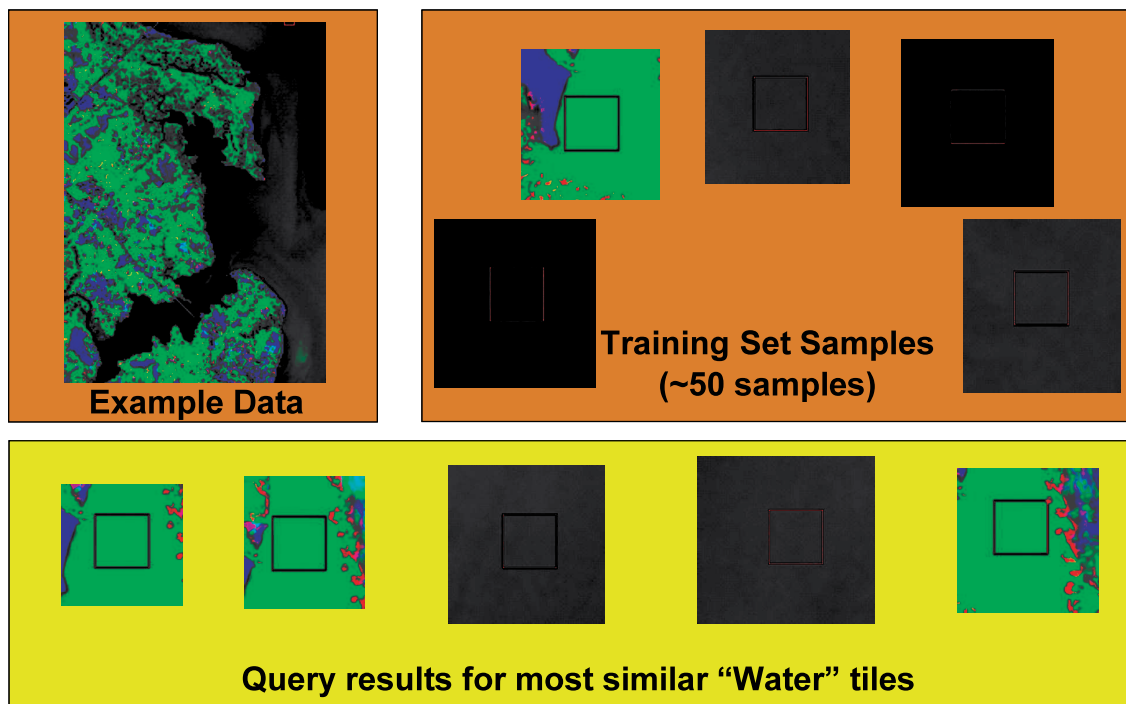 Example Data
Training Set Samples
(~50 samples)
Query results for most similar “Water” tiles